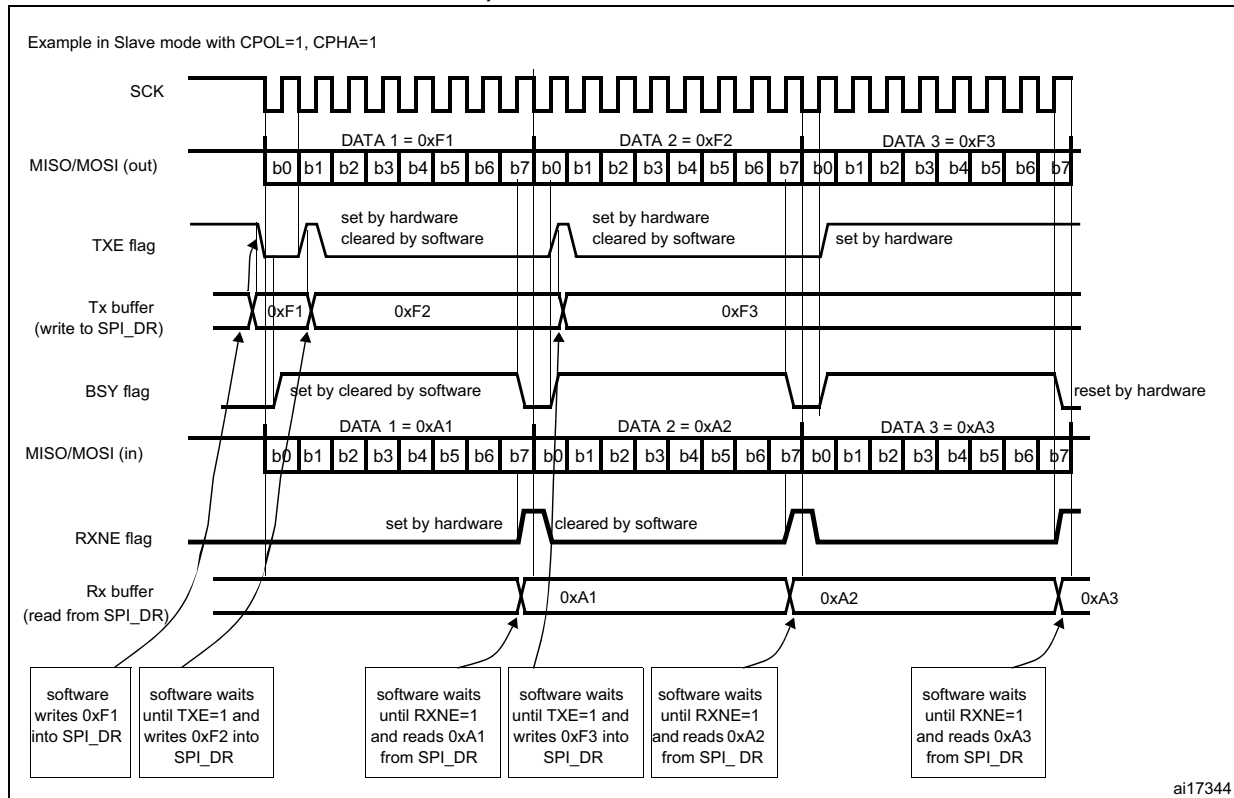 Example in Slave mode with CPOL=1, CPHA=1
SCK
DATA 1 = 0xF1 DATA 2 = 0xF2 DATA 3 = 0xF3
MISO/MOSI (out)
b0 b1 b2 b3 b4 b5 b6 b7 b0 b1 b2 b3 b4 b5 b6 b7 b0 b1 b2 b3 b4 b5 b6 b7
set by hardware
cleared by software
set by hardware
cleared by software
TXE flag
set by hardware
Tx buffer
(write to SPI_DR)
0xF1 0xF2 0xF3
BSY flag
set by cleared by software
reset by hardware
DATA 1 = 0xA1 DATA 2 = 0xA2 DATA 3 = 0xA3
MISO/MOSI (in)
b0 b1 b2 b3 b4 b5 b6 b7 b0 b1 b2 b3 b4 b5 b6 b7 b0 b1 b2 b3 b4 b5 b6 b7
set by hardware cleared by software
RXNE flag
Rx buffer
(read from SPI_DR)
0xA1 0xA2 0xA3
software
writes 0xF1
into SPI_DR
software waits
until TXE=1 and
writes 0xF2 into
SPI_DR
software waits
until RXNE=1
and reads 0xA1
from SPI_DR
software waits
until TXE=1 and
writes 0xF3 into
SPI_DR
software waits
until RXNE=1
and reads 0xA2
from SPI_ DR
software waits
until RXNE=1
and reads 0xA3
from SPI_DR
ai17344